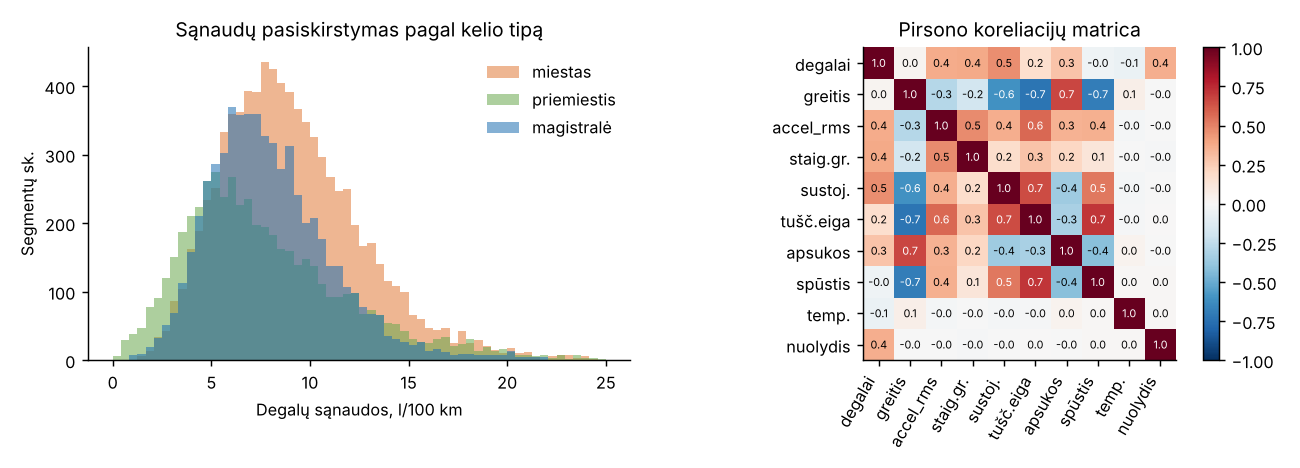 Sąnaudų pasiskirstymas pagal kelio tipą
Segmentų sk.
400
300
200
100
0
0 5 10 15 20 25
Degalų sąnaudos, l/100 km
miestas
priemiestis
magistralė
Pirsono koreliacijų matrica
degalai 1.0 0.0 0.4 0.4 0.5 0.2 0.3 -0.0 -0.1 0.4
greitis 0.0 1.0 -0.3 -0.2 -0.6 -0.7 0.7 -0.7 0.1 -0.0
accel_rms 0.4 -0.3 1.0 0.5 0.4 0.6 0.3 0.4 -0.0 -0.0
staig.gr. 0.4 -0.2 0.5 1.0 0.2 0.3 0.2 0.1 -0.0 -0.0
sustoj. 0.5 -0.6 0.4 0.2 1.0 0.7 -0.4 0.5 -0.0 -0.0
tušč.eiga 0.2 -0.7 0.6 0.3 0.7 1.0 -0.3 0.7 -0.0 0.0
apsukos 0.3 0.7 0.3 0.2 -0.4 -0.3 1.0 -0.4 0.0 -0.0
spūstis -0.0 -0.7 0.4 0.1 0.5 0.7 -0.4 1.0 0.0 0.0
temp. -0.1 0.1 -0.0 -0.0 -0.0 -0.0 0.0 0.0 1.0 0.0
nuolydis 0.4 -0.0 -0.0 -0.0 -0.0 0.0 -0.0 0.0 0.0 1.0
degalai greitis accel_rms staig.gr. sustoj. tušč.eiga apsukos spūstis temp. nuolydis
1.00
0.75
0.50
0.25
0.00
−0.25
−0.50
−0.75
−1.00